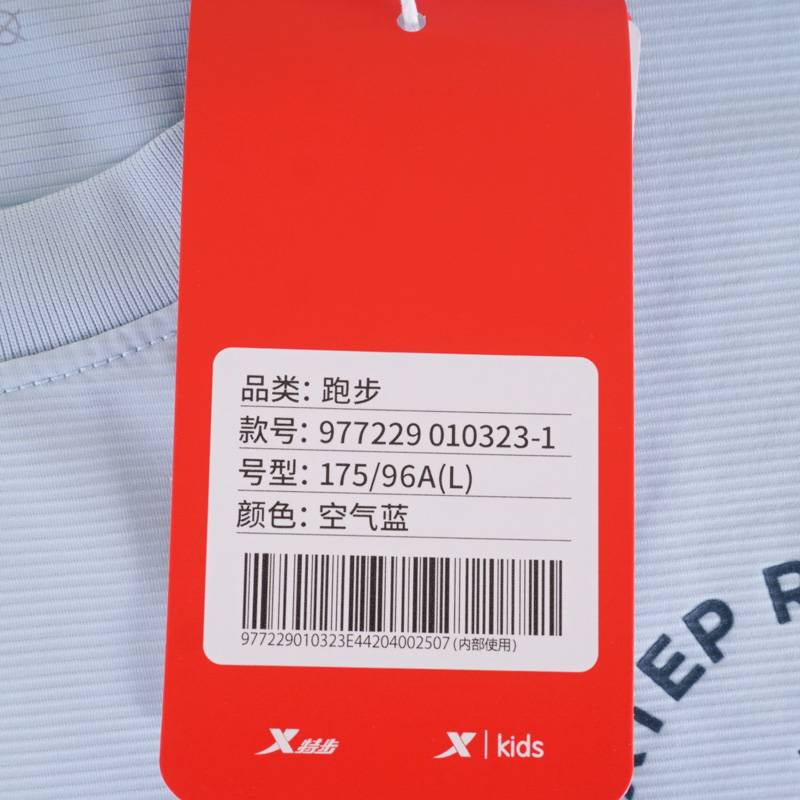 品类：跑步
款号：977229 010323-1
号型：175/96A(L)
颜色：空气蓝
977229010323E44204002507 (内部使用)
X 特步
X | kids
XTEP R